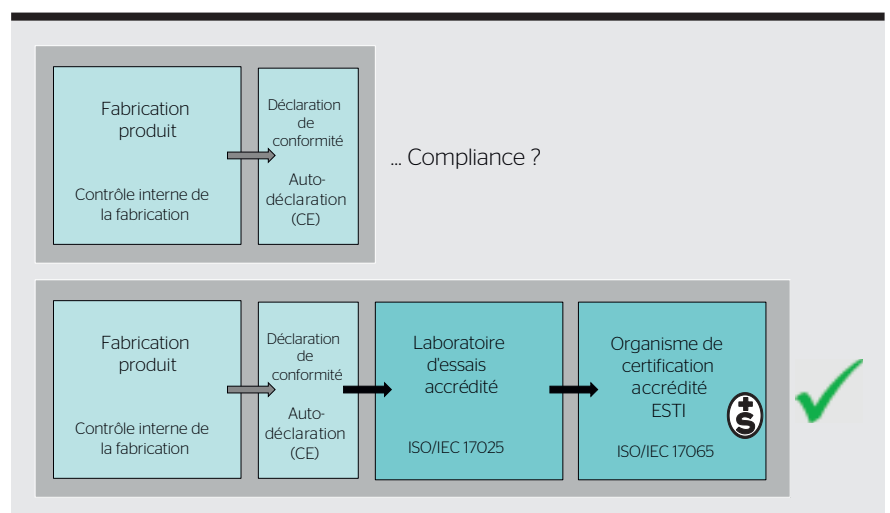 Fabrication
produit
Contrôle interne de
la fabrication
Déclaration
de
conformité
Auto-
déclaration
(CE)
... Compliance ?
Fabrication
produit
Contrôle interne de
la fabrication
Déclaration
de
conformité
Auto-
déclaration
(CE)
Laboratoire
d'essais
accrédité
ISO/IEC 17025
Organisme de
certification
accrédité
ESTI
ISO/IEC 17065
+
S